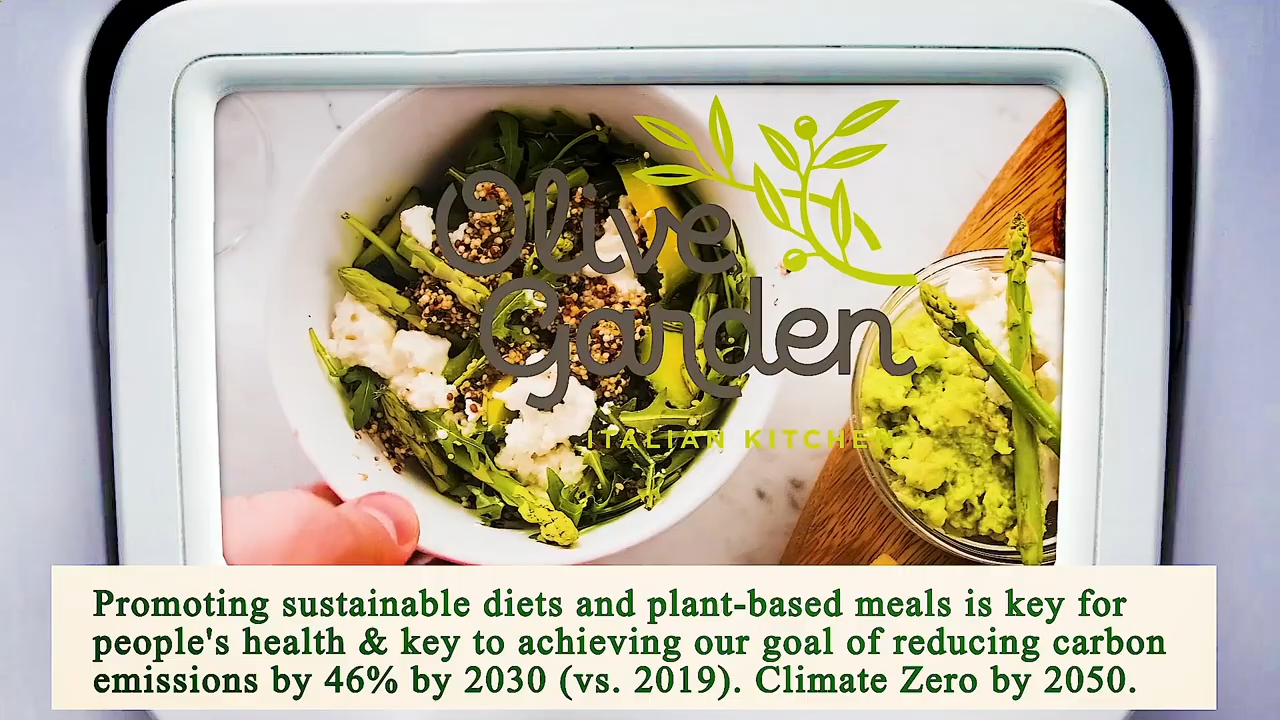 Olive
Garden
ITALIAN KITCHEN
Promoting sustainable diets and plant-based meals is key for
people's health & key to achieving our goal of reducing carbon
emissions by 46% by 2030 (vs. 2019). Climate Zero by 2050.